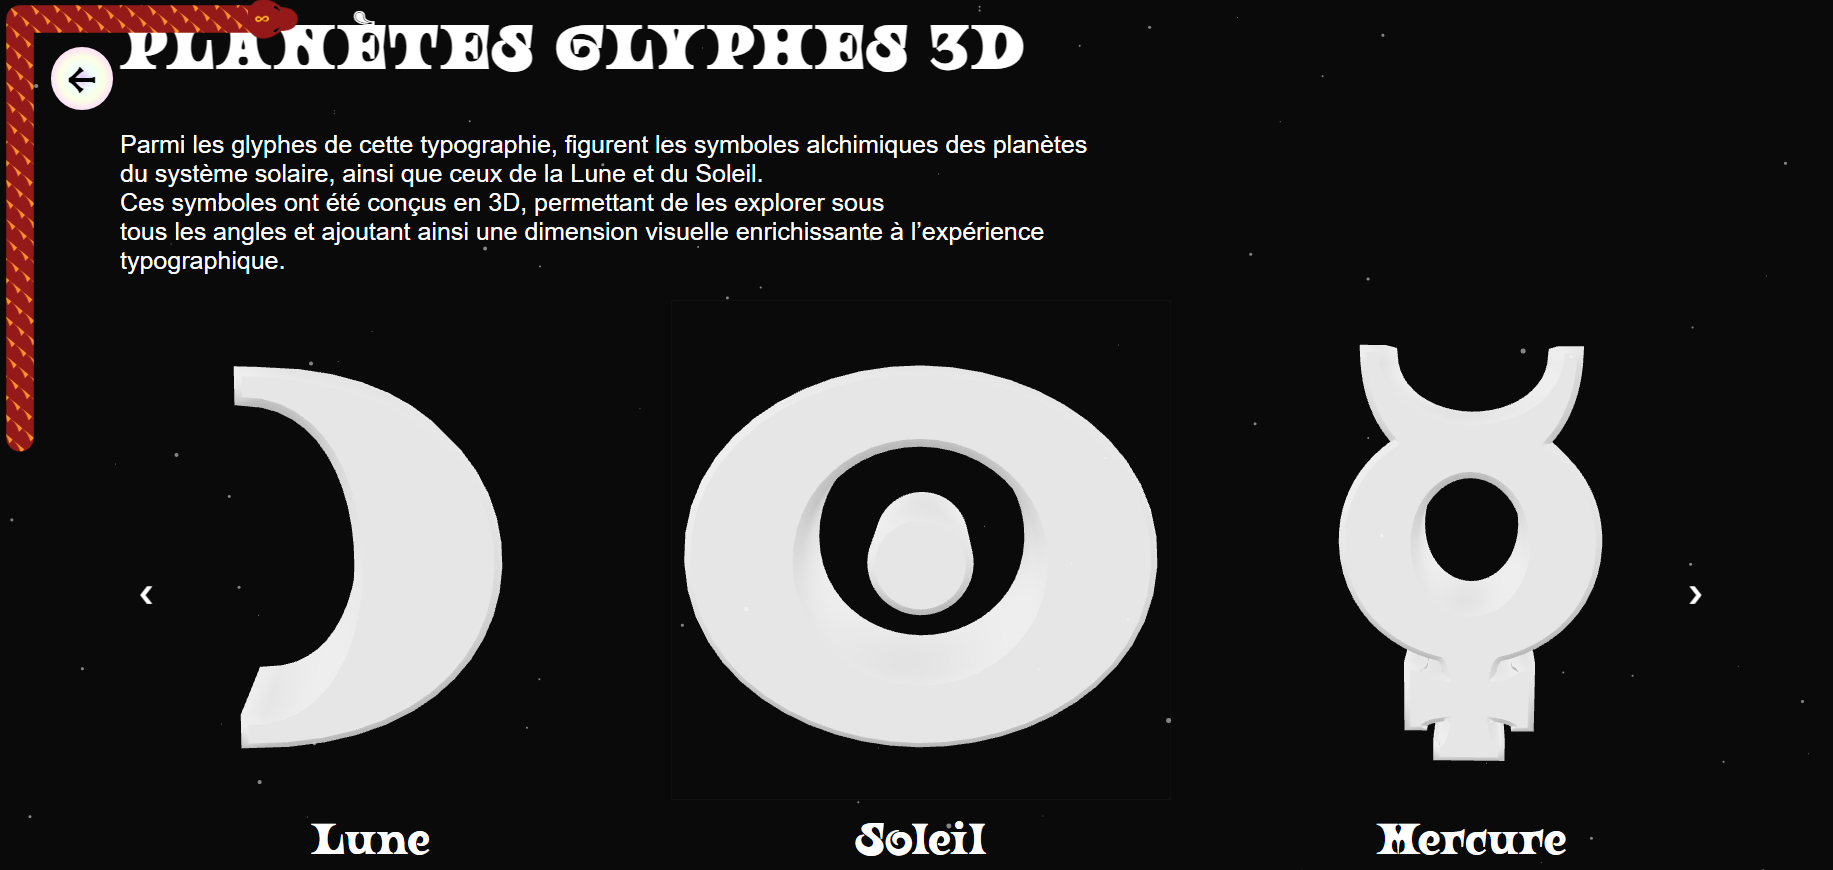 PLANÈTES GLYPHES 3D
Parmi les glyphes de cette typographie, figurent les symboles alchimiques des planètes
du système solaire, ainsi que ceux de la Lune et du Soleil.
Ces symboles ont été conçus en 3D, permettant de les explorer sous
tous les angles et ajoutant ainsi une dimension visuelle enrichissante à l’expérience
typographique.
Lune
Soleil
Mercure